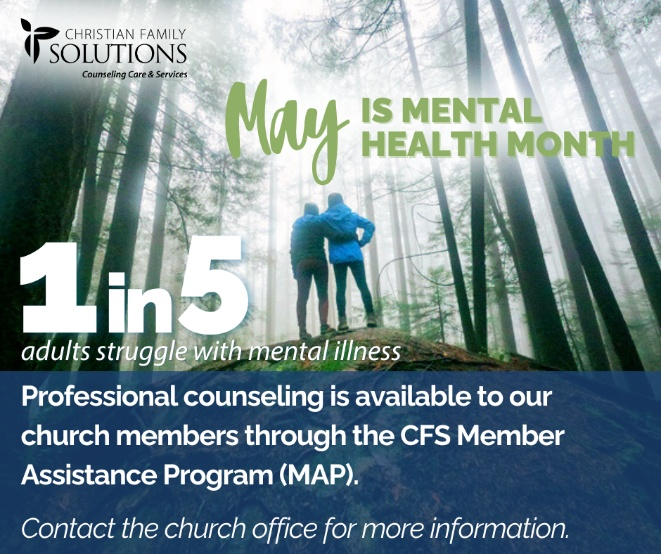 CHRISTIAN FAMILY
SOLUTIONS
Counseling Care & Services
May IS MENTAL
HEALTH MONTH
1 in 5
adults struggle with mental illness
Professional counseling is available to our
church members through the CFS Member
Assistance Program (MAP).
Contact the church office for more information.